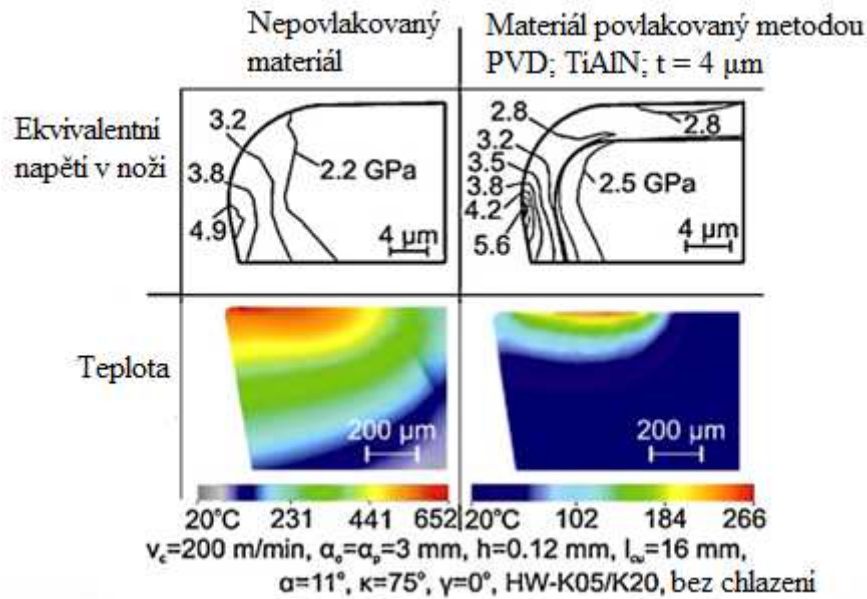 Nepovlakovaný
materiál
Materiál povlakovaný metodou
PVD; TiAlN; t = 4 µm
Ekvivalentní
napětí v noži
3.2
3.8
4.9
2.2 GPa
4 µm
2.8
3.2
3.5
3.8
4.2
5.6
2.8
2.5 GPa
4 µm
Teplota
200 µm
200 µm
20°C 231 441 652
20°C 102 184 266
v꜀=200 m/min, αₑ=αₚ=3 mm, h=0.12 mm, l =16 mm,
α=11°, κ=75°, γ=0°, HW-K05/K20, bez chlazení